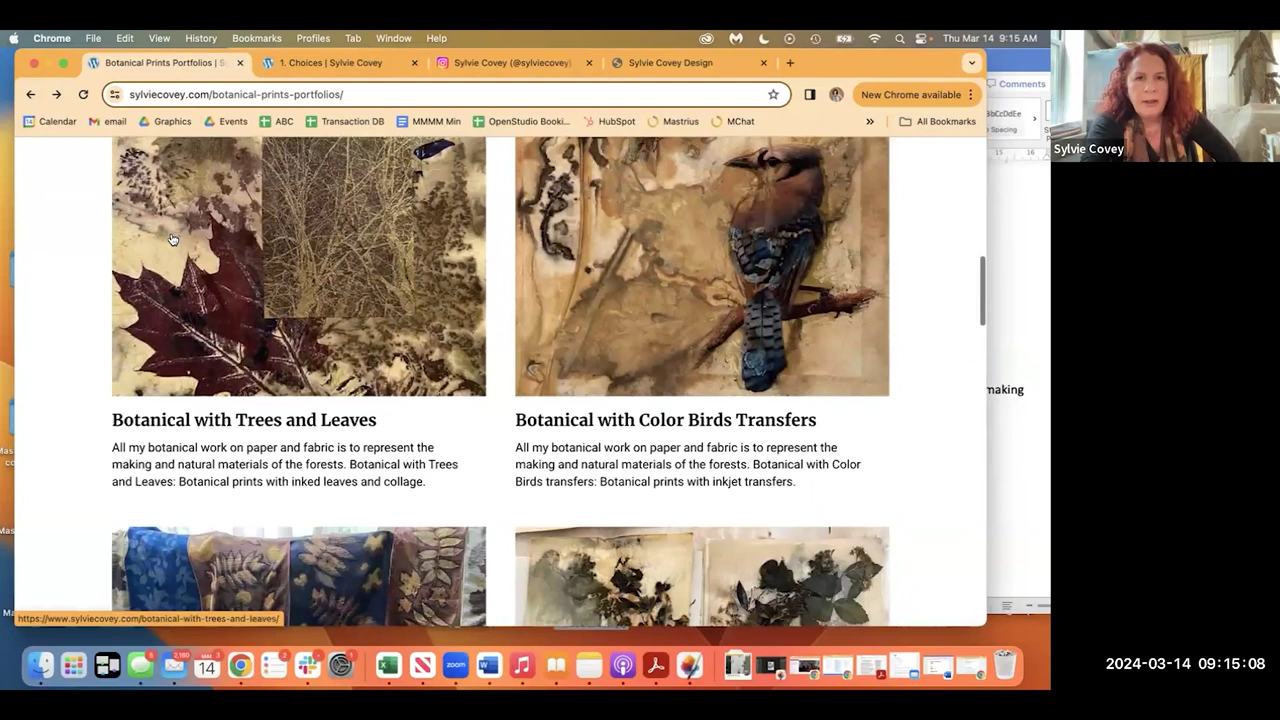 Chrome File Edit View History Bookmarks Profiles Tab Window Help Thu Mar 14 9:15 AM
Botanical Prints Portfolios | S
1. Choices | Sylvie Covey
Sylvie Covey (@sylviecovey)
Sylvie Covey Design
sylviecovey.com/botanical-prints-portfolios/
New Chrome available
Calendar email Graphics Events ABC Transaction DB MMMM Min OpenStudio Booki... HubSpot Mastrius MChat » All Bookmarks
Comments
Spacing
15 16
Sylvie Covey
making
Botanical with Trees and Leaves
All my botanical work on paper and fabric is to represent the
making and natural materials of the forests. Botanical with Trees
and Leaves: Botanical prints with inked leaves and collage.
Botanical with Color Birds Transfers
All my botanical work on paper and fabric is to represent the
making and natural materials of the forests. Botanical with Color
Birds transfers: Botanical prints with inkjet transfers.
https://www.sylviecovey.com/botanical-with-trees-and-leaves/
MAR
14
zoom
2024-03-14 09:15:08